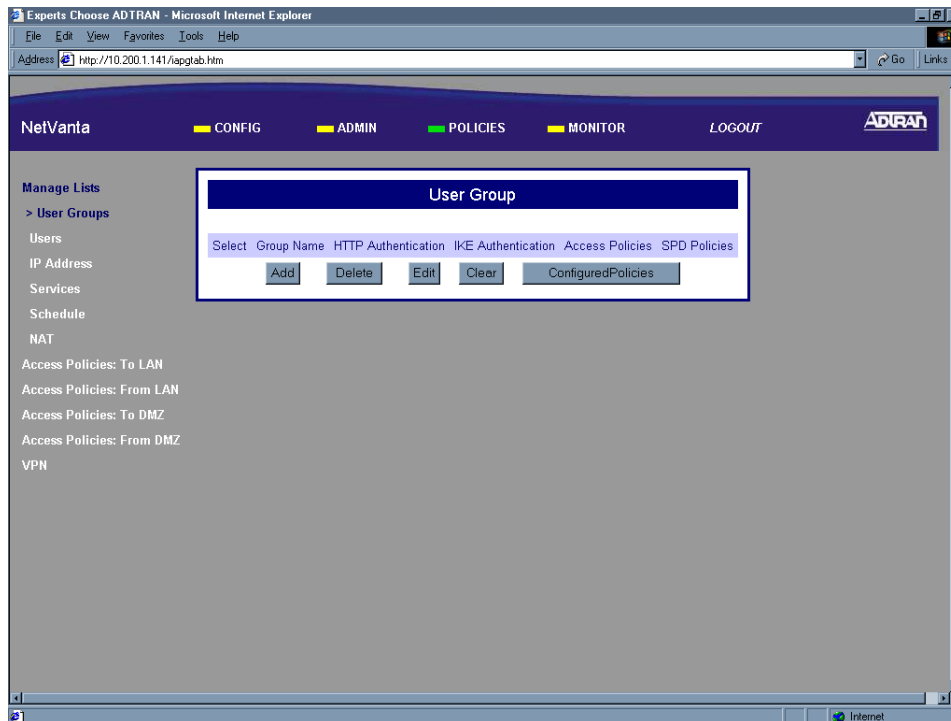 Experts Choose ADTRAN - Microsoft Internet Explorer
File Edit View Favorites Tools Help
Address http://10.200.1.141/iapgtab.htm Go Links
NetVanta CONFIG ADMIN POLICIES MONITOR LOGOUT ADTRAN
Manage Lists
> User Groups
Users
IP Address
Services
Schedule
NAT
Access Policies: To LAN
Access Policies: From LAN
Access Policies: To DMZ
Access Policies: From DMZ
VPN
User Group
Select Group Name HTTP Authentication IKE Authentication Access Policies SPD Policies
Add Delete Edit Clear ConfiguredPolicies
Internet